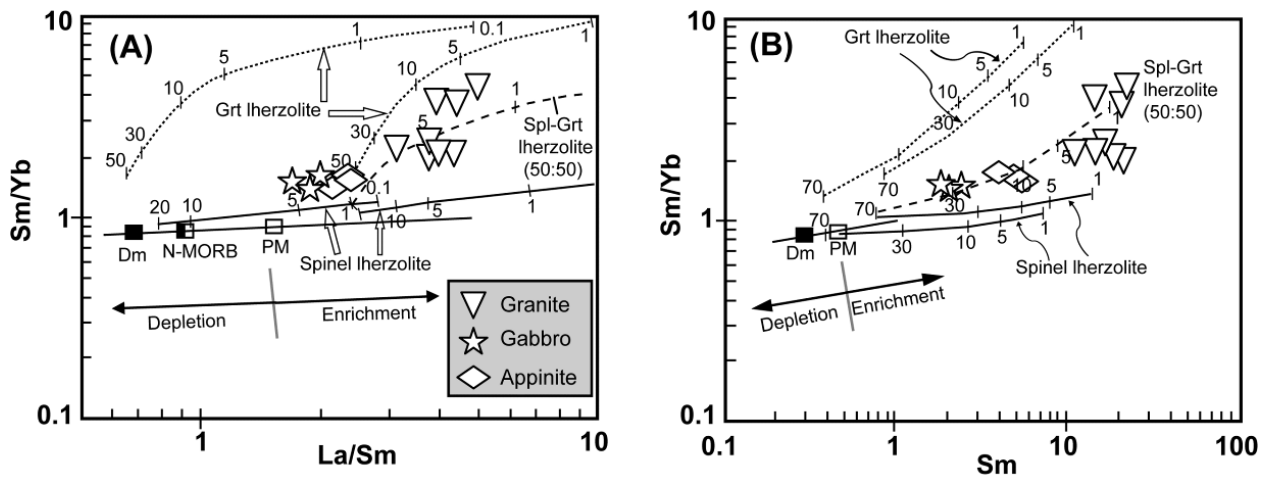 10
(A)
Sm/Yb
1
0.1
50
30
10
5
1
0.1
Grt lherzolite
50
30
10
5
1
5
1
Spl-Grt
lherzolite
(50:50)
20
10
5
1
0.1
10
5
1
Dm
N-MORB
PM
Spinel lherzolite
Depletion
Enrichment
Granite
Gabbro
Appinite
1
10
La/Sm
10
(B)
Sm/Yb
1
0.1
Grt lherzolite
1
5
10
30
70
1
5
10
70
Spl-Grt
lherzolite
(50:50)
1
5
10
30
70
1
5
70
30
10
5
1
Dm
PM
Spinel lherzolite
Depletion
Enrichment
0.1
1
10
100
Sm